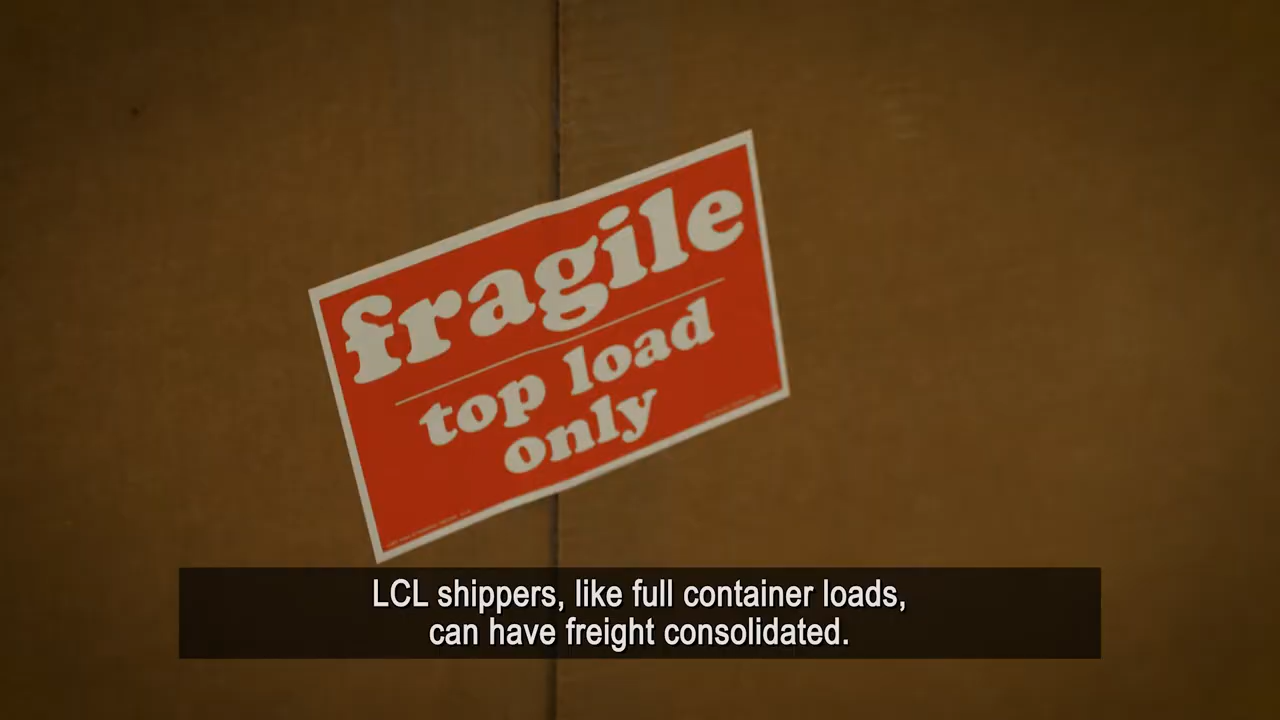 fragile
top load
only
LCL shippers, like full container loads,
can have freight consolidated.